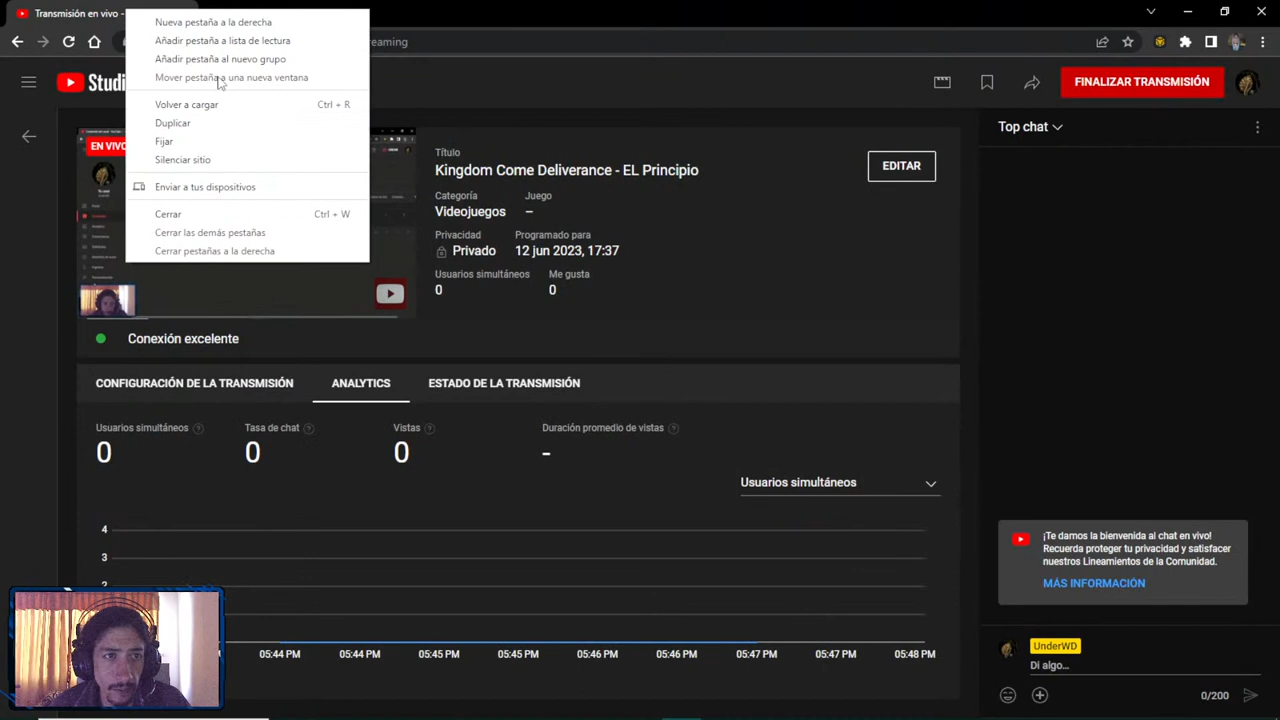 Transmisión en vivo -
Nueva pestaña a la derecha
Añadir pestaña a lista de lectura
Añadir pestaña al nuevo grupo
Mover pestaña a una nueva ventana
Volver a cargar Ctrl + R
Duplicar
Fijar
Silenciar sitio
Enviar a tus dispositivos
Cerrar Ctrl + W
Cerrar las demás pestañas
Cerrar pestañas a la derecha
reaming
Studi
FINALIZAR TRANSMISIÓN
EN VIVO
Título
Kingdom Come Deliverance - EL Principio
EDITAR
Categoría Juego
Videojuegos –
Privacidad Programado para
Privado 12 jun 2023, 17:37
Usuarios simultáneos Me gusta
0 0
Conexión excelente
CONFIGURACIÓN DE LA TRANSMISIÓN ANALYTICS ESTADO DE LA TRANSMISIÓN
Usuarios simultáneos Tasa de chat Vistas Duración promedio de vistas
0 0 0 -
Usuarios simultáneos
4
3
2
05:44 PM 05:44 PM 05:45 PM 05:45 PM 05:46 PM 05:46 PM 05:47 PM 05:47 PM 05:48 PM
Top chat
¡Te damos la bienvenida al chat en vivo!
Recuerda proteger tu privacidad y satisfacer
nuestros Lineamientos de la Comunidad.
MÁS INFORMACIÓN
UnderWD
Di algo...
0/200